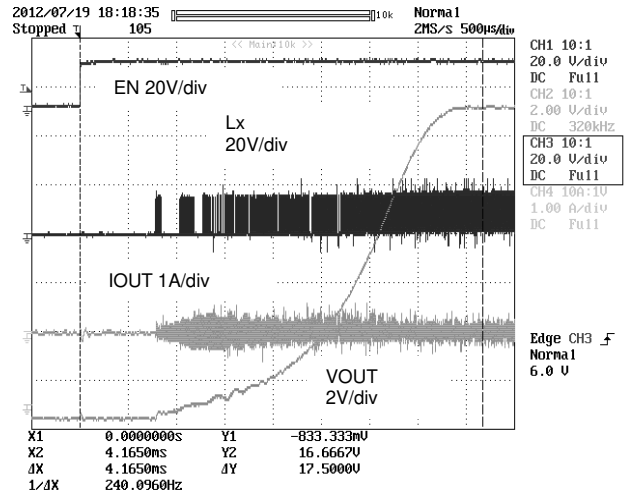 2012/07/19 18:18:35 10k Normal
Stopped 105 2MS/s 500µs/div
<< Main:10k >>
CH1 10:1
20.0 V/div
DC Full
CH2 10:1
2.00 V/div
DC 320kHz
CH3 10:1
20.0 V/div
DC Full
CH4 10A:1V
1.00 A/div
DC Full
EN 20V/div
Lx
20V/div
IOUT 1A/div
VOUT
2V/div
Edge CH3
Normal
6.0 V
X1 0.0000000s Y1 -833.333mV
X2 4.1650ms Y2 16.6667V
ΔX 4.1650ms ΔY 17.5000V
1/ΔX 240.0960Hz